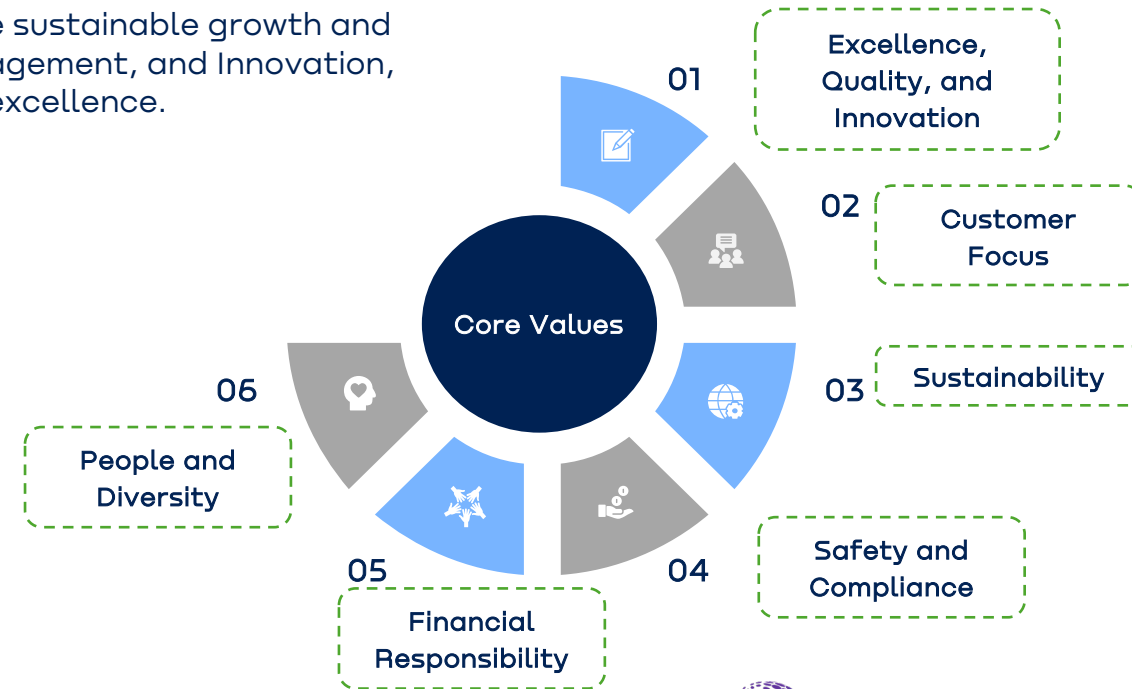 sustainable growth and
and Innovation,
excellence.
01
Excellence,
Quality, and
Innovation
02
Customer
Focus
Core Values
03
Sustainability
04
Safety and
Compliance
05
Financial
Responsibility
06
People and
Diversity